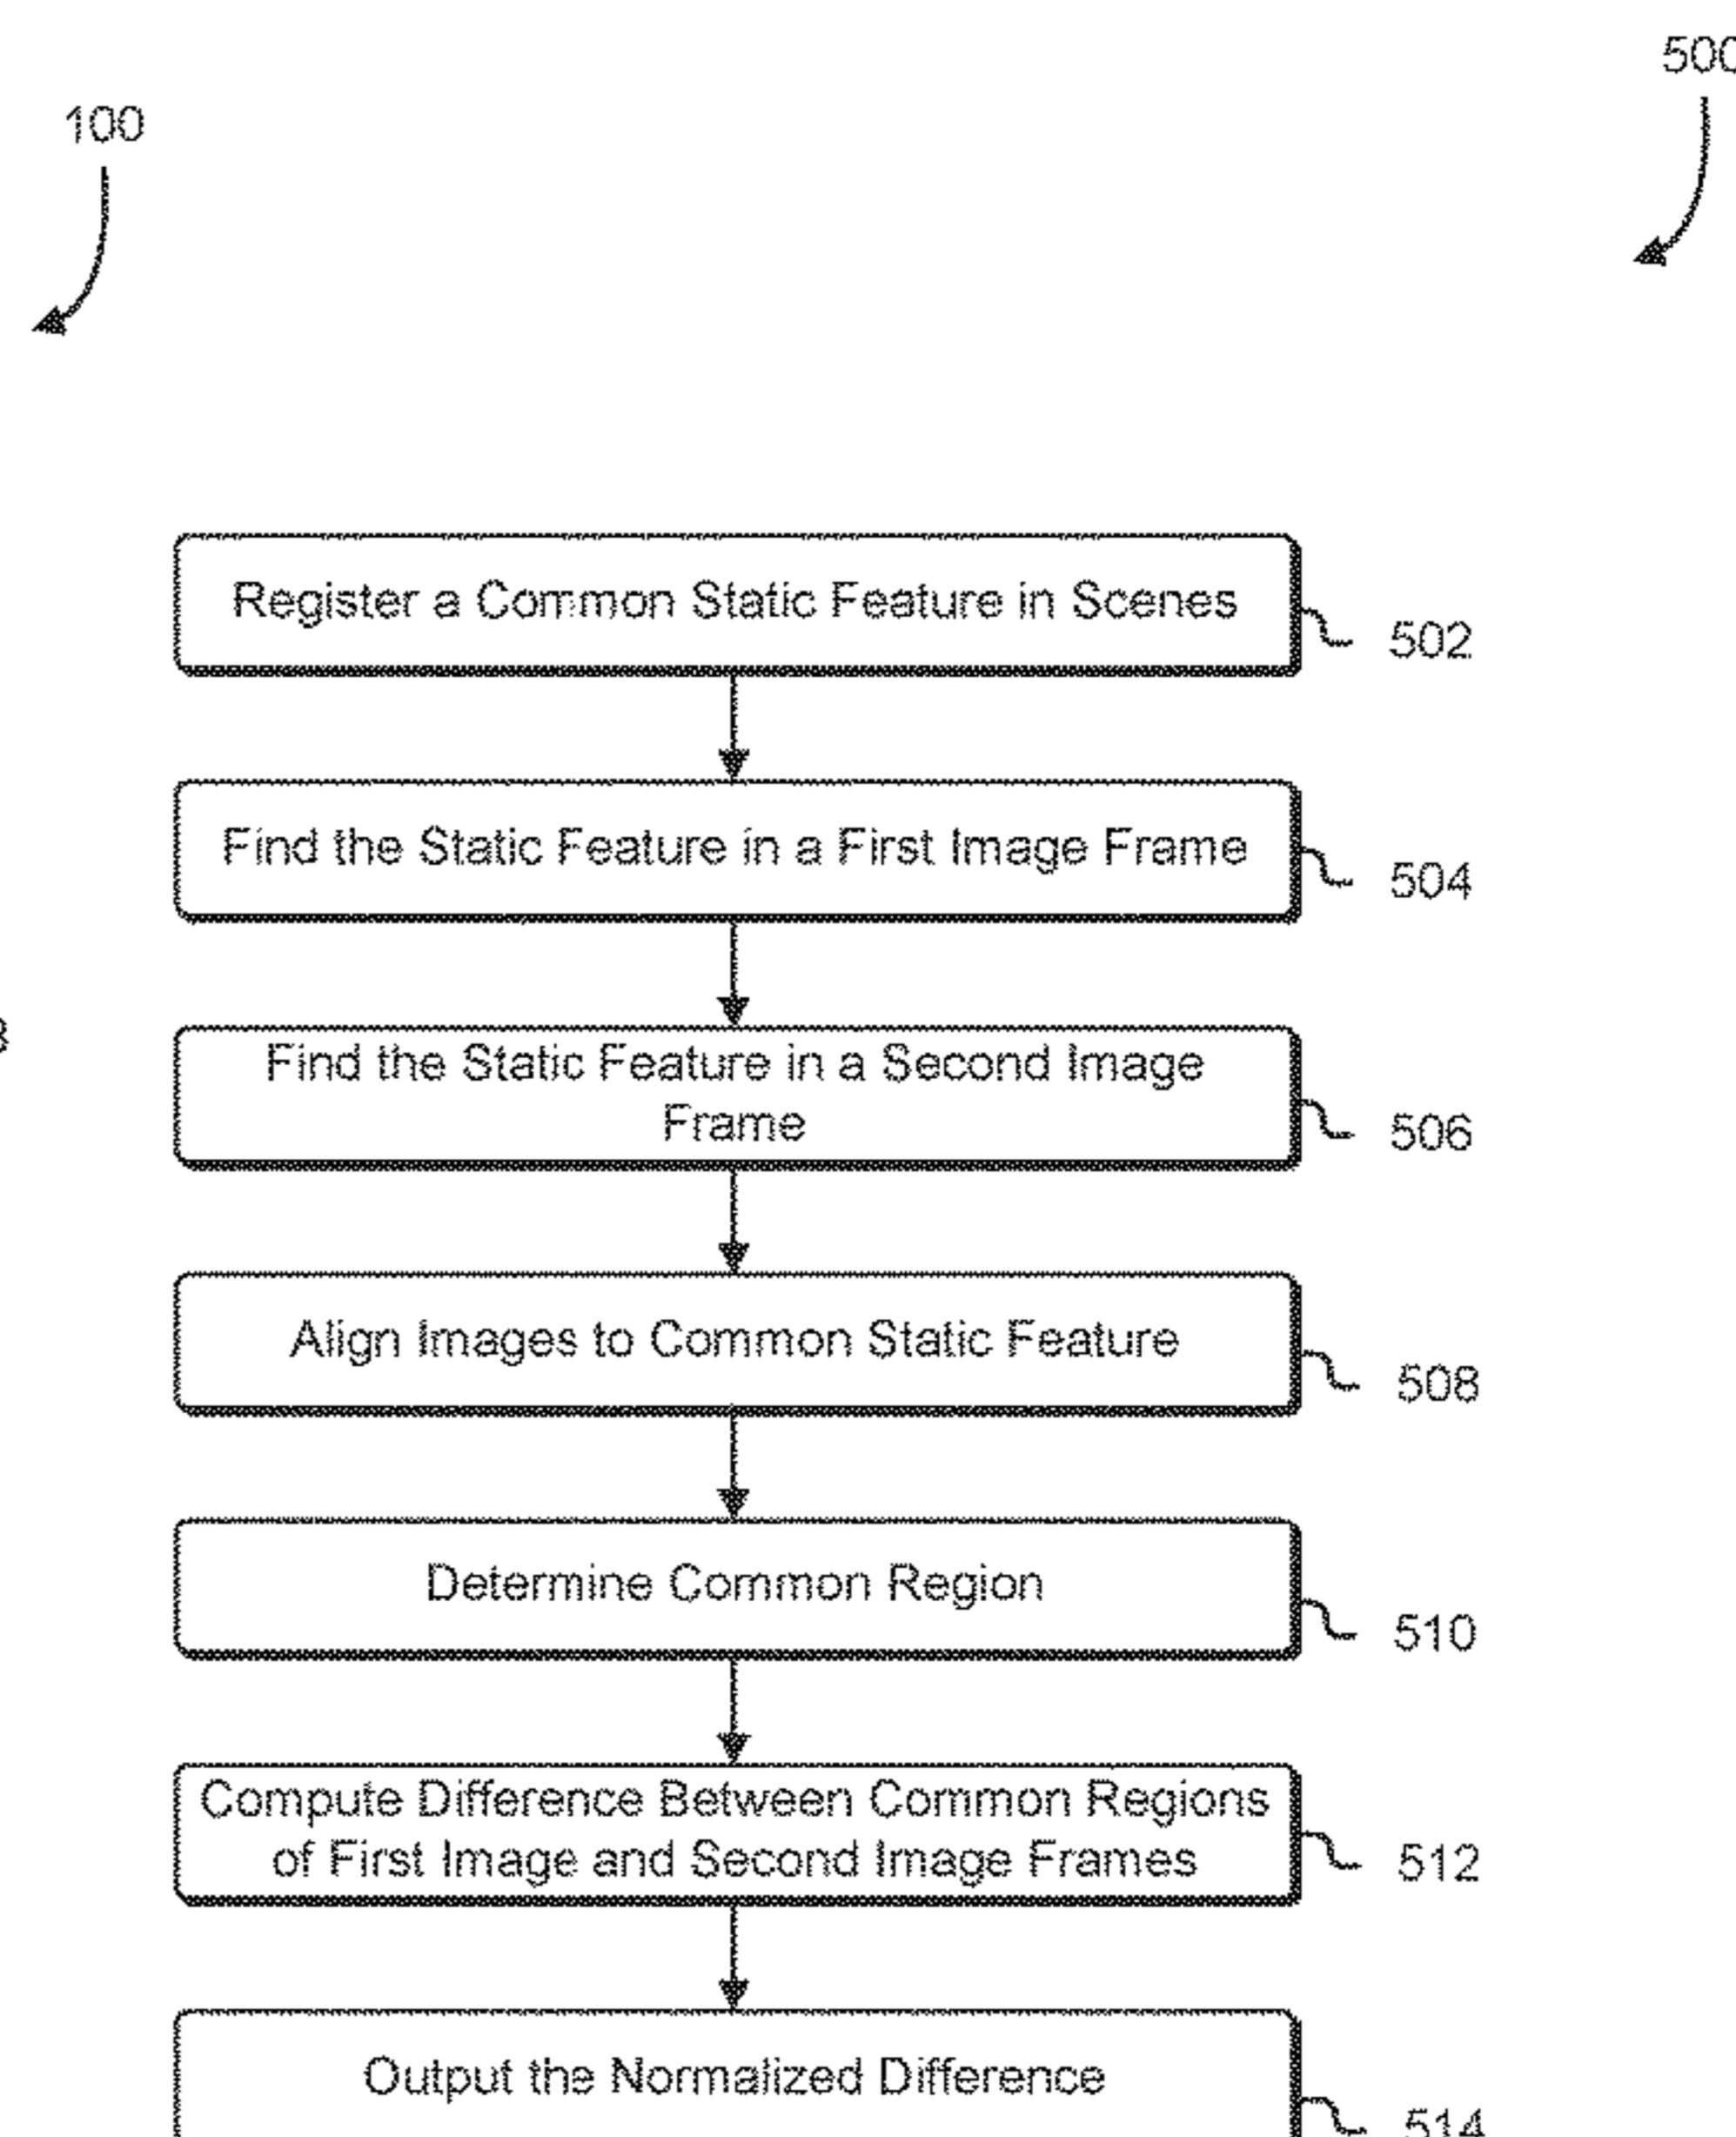 500
100
Register a Common Static Feature in Scenes
502
Find the Static Feature in a First Image Frame
504
Find the Static Feature in a Second Image
Frame
506
Align Images to Common Static Feature
508
Determine Common Region
510
Compute Difference Between Common Regions
of First Image and Second Image Frames
512
Output the Normalized Difference
514